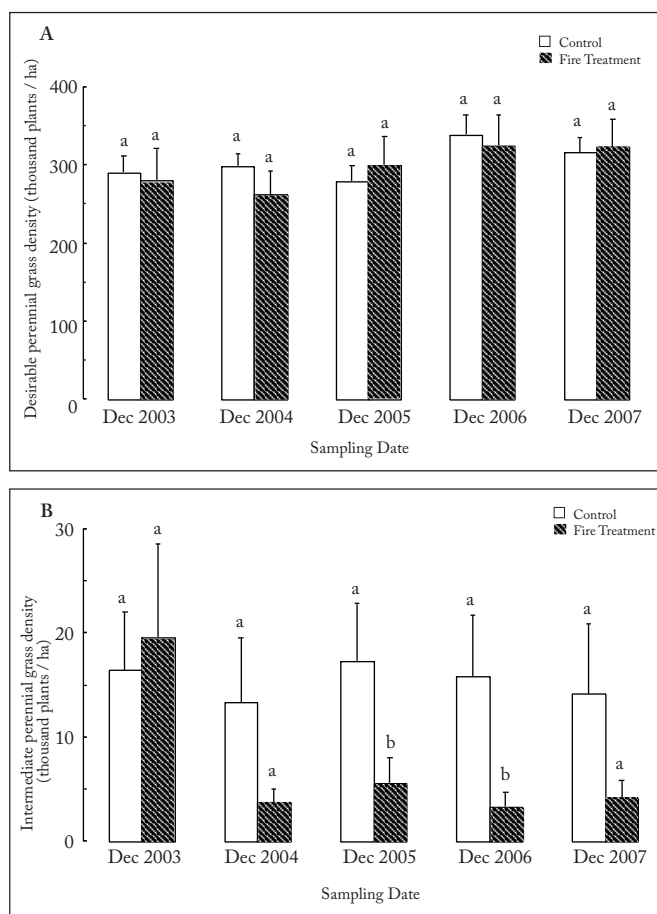 A
Control
Fire Treatment
Desirable perennial grass density (thousand plants / ha)
400
300
200
100
0
a a a a a a a a a a
Dec 2003 Dec 2004 Dec 2005 Dec 2006 Dec 2007
Sampling Date
B
Control
Fire Treatment
Intermediate perennial grass density
(thousand plants / ha)
30
20
10
0
a a a a a b a b a a
Dec 2003 Dec 2004 Dec 2005 Dec 2006 Dec 2007
Sampling Date